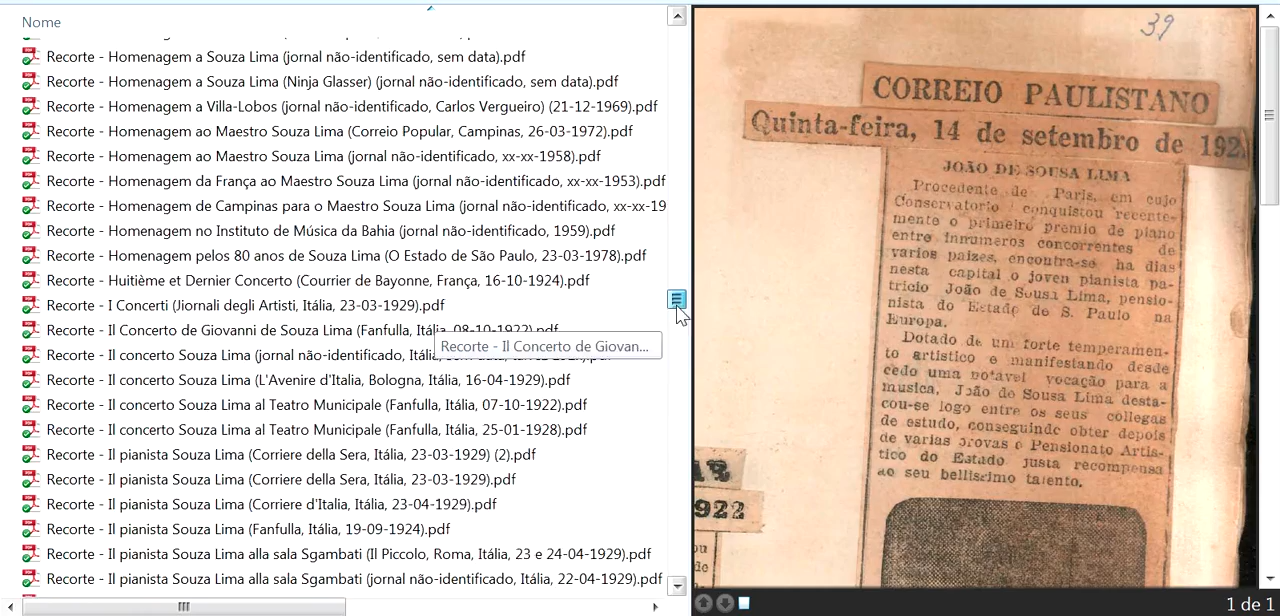 Nome
Recorte - Homenagem a Souza Lima (jornal não-identificado, sem data).pdf
Recorte - Homenagem a Souza Lima (Ninja Glasser) (jornal não-identificado, sem data).pdf
Recorte - Homenagem a Villa-Lobos (jornal não-identificado, Carlos Vergueiro) (21-12-1969).pdf
Recorte - Homenagem ao Maestro Souza Lima (Correio Popular, Campinas, 26-03-1972).pdf
Recorte - Homenagem ao Maestro Souza Lima (jornal não-identificado, xx-xx-1958).pdf
Recorte - Homenagem da França ao Maestro Souza Lima (jornal não-identificado, xx-xx-1953).pdf
Recorte - Homenagem de Campinas para o Maestro Souza Lima (jornal não-identificado, xx-xx-19
Recorte - Homenagem no Instituto de Música da Bahia (jornal não-identificado, 1959).pdf
Recorte - Homenagem pelos 80 anos de Souza Lima (O Estado de São Paulo, 23-03-1978).pdf
Recorte - Huitième et Dernier Concerto (Courrier de Bayonne, França, 16-10-1924).pdf
Recorte - I Concerti (Jiornali degli Artisti, Itália, 23-03-1929).pdf
Recorte - Il Concerto de Giovanni de Souza Lima (Fanfulla, Itália, 08-10-1922).pdf
Recorte - Il Concerto de Giovan...
Recorte - Il concerto Souza Lima (jornal não-identificado, Itália,
Recorte - Il concerto Souza Lima (L'Avenire d'Italia, Bologna, Itália, 16-04-1929).pdf
Recorte - Il concerto Souza Lima al Teatro Municipale (Fanfulla, Itália, 07-10-1922).pdf
Recorte - Il concerto Souza Lima al Teatro Municipale (Fanfulla, Itália, 25-01-1928).pdf
Recorte - Il pianista Souza Lima (Corriere della Sera, Itália, 23-03-1929) (2).pdf
Recorte - Il pianista Souza Lima (Corriere della Sera, Itália, 23-03-1929).pdf
Recorte - Il pianista Souza Lima (Corriere d'Italia, Itália, 23-04-1929).pdf
Recorte - Il pianista Souza Lima (Fanfulla, Itália, 19-09-1924).pdf
Recorte - Il pianista Souza Lima alla sala Sgambati (Il Piccolo, Roma, Itália, 23 e 24-04-1929).pdf
Recorte - Il pianista Souza Lima alla sala Sgambati (jornal não-identificado, Itália, 22-04-1929).pdf
39
CORREIO PAULISTANO
Quinta-feira, 14 de setembro de 192
JOÃO DE SOUSA LIMA
Procedente de Paris, em cujo
Conservatorio conquistou recente-
mente o primeiro premio de piano
entre innumeros concorrentes de
varios paizes, encontra-se ha dias
nesta capital o joven pianista pa-
tricio João de Sousa Lima, pensio-
nista do Estado de S. Paulo na
Europa.
Dotado de um forte temperamen-
to artistico e manifestando desde
cedo uma notavel vocação para a
musica, João de Sousa Lima desta-
cou-se logo entre os seus collegas
de estudo, conseguindo obter depois
de varias provas o Pensionato Artis-
tico do Estado justa recompensa
ao seu bellissimo talento.
13
922
ou
de
de
1 de 1